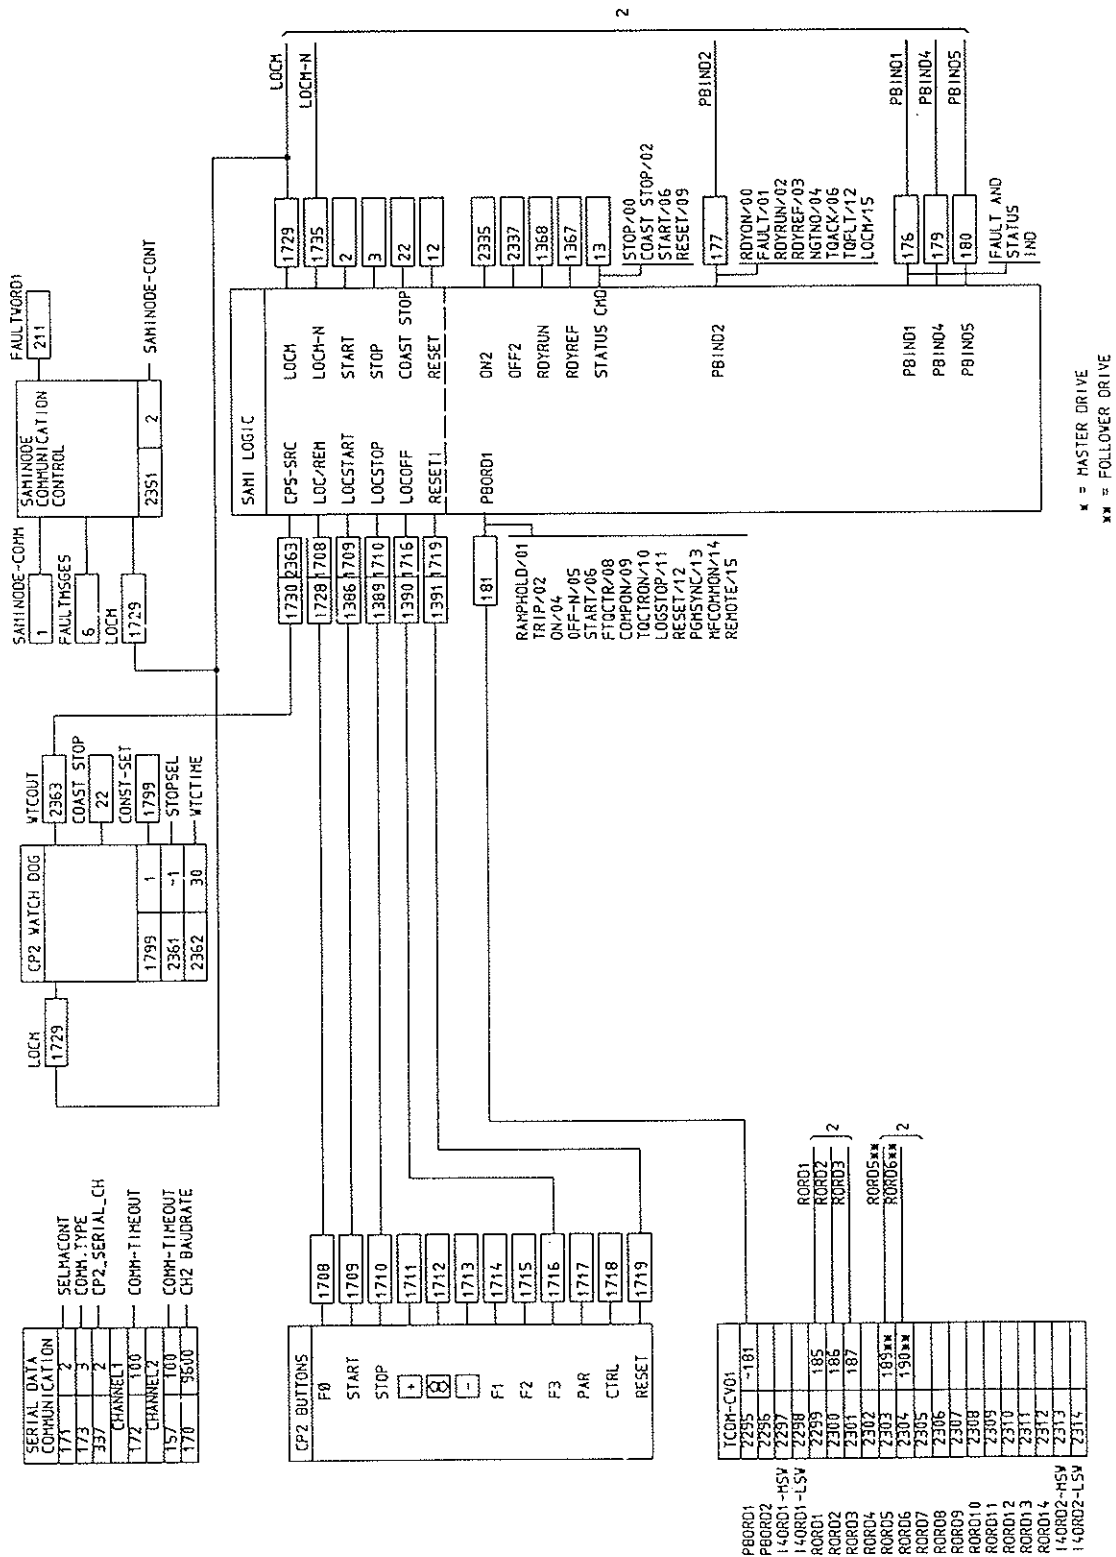 SERIAL DATA
COMMUNICATION
171 2 SELMACONT
173 3 COMM.TYPE
337 2 CP2_SERIAL_CH
CHANNEL1
172 100 COMM-TIMEOUT
CHANNEL2
157 100 COMM-TIMEOUT
170 9600 CH2 BAUDRATE
LOCM
1729
CP2 WATCH DOG
1799 1
2361 -1
2362 30
WTCOUT
2363
COAST STOP
22
CONST-SET
1799
STOPSEL
WTCTIME
SAMINODE-COMM
1
FAULTMSGES
6
LOCM
1729
SAMINODE
COMMUNICATION
CONTROL
2351 2
FAULTWORD1
211
SAMINODE-CONT
CP2 BUTTONS
F0 1708
START 1709
STOP 1710
+ 1711
8 1712
- 1713
F1 1714
F2 1715
F3 1716
PAR 1717
CTRL 1718
RESET 1719
SAMI LOGIC
1730 2363 CPS-SRC LOCM 1729 LOCM
1728 1708 LOC/REM LOCM-N 1735 LOCM-N
1386 1709 LOCSTART START 2
1389 1710 LOCSTOP STOP 3
1390 1716 LOCOFF COAST STOP 22
1391 1719 RESET1 RESET 12
181 PBORD1
RAMPHOLD/01
TRIP/02
ON/04
OFF-N/05
START/06
FTQCTR/08
COMPON/09
TQCTRON/10
LOGSTOP/11
RESET/12
PGMSYNC/13
MFCOMMON/14
REMOTE/15
ON2 2335
OFF2 2337
RDYRUN 1368
RDYREF 1367
STATUS CMD 13
STOP/00
COAST STOP/02
START/06
RESET/09
PBIND2 177 PBIND2
RDYON/00
FAULT/01
RDYRUN/02
RDYREF/03
NGTNO/04
TQACK/06
TQFLT/12
LOCM/15
PBIND1 176 PBIND1
PBIND4 179 PBIND4
PBIND5 180 PBIND5
FAULT AND
STATUS
IND
2
TCOM-CV01
PBORD1 2295 -181
PBORD2 2296
I4ORD1-MSW 2297
I4ORD1-LSW 2298
RORD1 2299 185 RORD1
RORD2 2300 186 RORD2
RORD3 2301 187 RORD3
2
RORD4 2302
RORD5 2303 189** RORD5**
RORD6 2304 190** RORD6**
2
RORD7 2305
RORD8 2306
RORD9 2307
RORD10 2308
RORD11 2309
RORD12 2310
RORD13 2311
RORD14 2312
I4ORD2-MSW 2313
I4ORD2-LSW 2314
* = MASTER DRIVE
** = FOLLOWER DRIVE